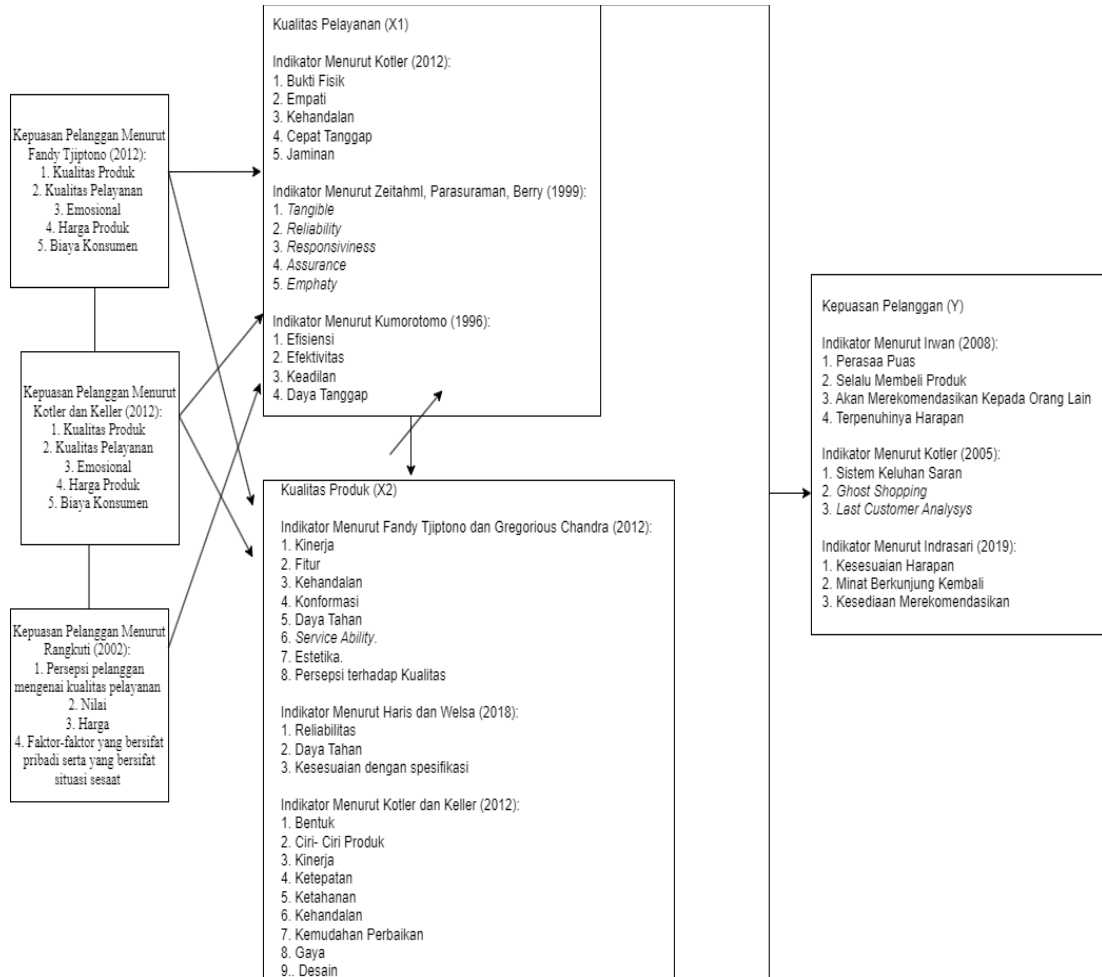 Kepuasan Pelanggan Menurut
Fandy Tjiptono (2012):
1. Kualitas Produk
2. Kualitas Pelayanan
3. Emosional
4. Harga Produk
5. Biaya Konsumen
Kepuasan Pelanggan Menurut
Kotler dan Keller (2012):
1. Kualitas Produk
2. Kualitas Pelayanan
3. Emosional
4. Harga Produk
5. Biaya Konsumen
Kepuasan Pelanggan Menurut
Rangkuti (2002):
1. Persepsi pelanggan
mengenai kualitas pelayanan
2. Nilai
3. Harga
4. Faktor-faktor yang bersifat
pribadi serta yang bersifat
situasi sesaat
Kualitas Pelayanan (X1)
Indikator Menurut Kotler (2012):
1. Bukti Fisik
2. Empati
3. Kehandalan
4. Cepat Tanggap
5. Jaminan
Indikator Menurut Zeitahml, Parasuraman, Berry (1999):
1. Tangible
2. Reliability
3. Responsiviness
4. Assurance
5. Emphaty
Indikator Menurut Kumorotomo (1996):
1. Efisiensi
2. Efektivitas
3. Keadilan
4. Daya Tanggap
Kualitas Produk (X2)
Indikator Menurut Fandy Tjiptono dan Gregorious Chandra (2012):
1. Kinerja
2. Fitur
3. Kehandalan
4. Konformasi
5. Daya Tahan
6. Service Ability.
7. Estetika.
8. Persepsi terhadap Kualitas
Indikator Menurut Haris dan Welsa (2018):
1. Reliabilitas
2. Daya Tahan
3. Kesesuaian dengan spesifikasi
Indikator Menurut Kotler dan Keller (2012):
1. Bentuk
2. Ciri- Ciri Produk
3. Kinerja
4. Ketepatan
5. Ketahanan
6. Kehandalan
7. Kemudahan Perbaikan
8. Gaya
9.. Desain
Kepuasan Pelanggan (Y)
Indikator Menurut Irwan (2008):
1. Perasaa Puas
2. Selalu Membeli Produk
3. Akan Merekomendasikan Kepada Orang Lain
4. Terpenuhinya Harapan
Indikator Menurut Kotler (2005):
1. Sistem Keluhan Saran
2. Ghost Shopping
3. Last Customer Analysys
Indikator Menurut Indrasari (2019):
1. Kesesuaian Harapan
2. Minat Berkunjung Kembali
3. Kesediaan Merekomendasikan